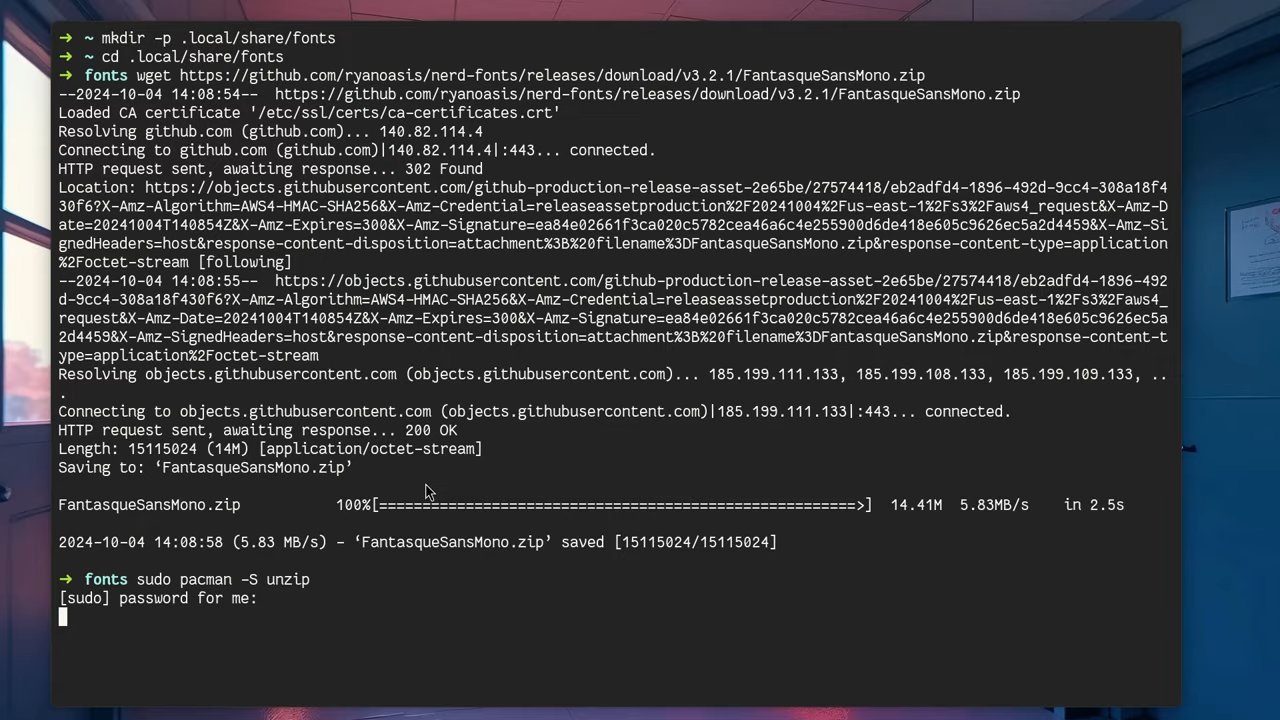 ➜ ~ mkdir -p .local/share/fonts
➜ ~ cd .local/share/fonts
➜ fonts wget https://github.com/ryanoasis/nerd-fonts/releases/download/v3.2.1/FantasqueSansMono.zip
--2024-10-04 14:08:54-- https://github.com/ryanoasis/nerd-fonts/releases/download/v3.2.1/FantasqueSansMono.zip
Loaded CA certificate '/etc/ssl/certs/ca-certificates.crt'
Resolving github.com (github.com)... 140.82.114.4
Connecting to github.com (github.com)|140.82.114.4|:443... connected.
HTTP request sent, awaiting response... 302 Found
Location: https://objects.githubusercontent.com/github-production-release-asset-2e65be/27574418/eb2adfd4-1896-492d-9cc4-308a18f4
30f6?X-Amz-Algorithm=AWS4-HMAC-SHA256&X-Amz-Credential=releaseassetproduction%2F20241004%2Fus-east-1%2Fs3%2Faws4_request&X-Amz-D
ate=20241004T140854Z&X-Amz-Expires=300&X-Amz-Signature=ea84e02661f3ca020c5782cea46a6c4e255900d6de418e605c9626ec5a2d4459&X-Amz-Si
gnedHeaders=host&response-content-disposition=attachment%3B%20filename%3DFantasqueSansMono.zip&response-content-type=application
%2Foctet-stream [following]
--2024-10-04 14:08:55-- https://objects.githubusercontent.com/github-production-release-asset-2e65be/27574418/eb2adfd4-1896-492
d-9cc4-308a18f430f6?X-Amz-Algorithm=AWS4-HMAC-SHA256&X-Amz-Credential=releaseassetproduction%2F20241004%2Fus-east-1%2Fs3%2Faws4_
request&X-Amz-Date=20241004T140854Z&X-Amz-Expires=300&X-Amz-Signature=ea84e02661f3ca020c5782cea46a6c4e255900d6de418e605c9626ec5a
2d4459&X-Amz-SignedHeaders=host&response-content-disposition=attachment%3B%20filename%3DFantasqueSansMono.zip&response-content-t
ype=application%2Foctet-stream
Resolving objects.githubusercontent.com (objects.githubusercontent.com)... 185.199.111.133, 185.199.108.133, 185.199.109.133, ..
.
Connecting to objects.githubusercontent.com (objects.githubusercontent.com)|185.199.111.133|:443... connected.
HTTP request sent, awaiting response... 200 OK
Length: 15115024 (14M) [application/octet-stream]
Saving to: ‘FantasqueSansMono.zip’
FantasqueSansMono.zip 100%[=======================================================>] 14.41M 5.83MB/s in 2.5s
2024-10-04 14:08:58 (5.83 MB/s) - ‘FantasqueSansMono.zip’ saved [15115024/15115024]
➜ fonts sudo pacman -S unzip
[sudo] password for me: